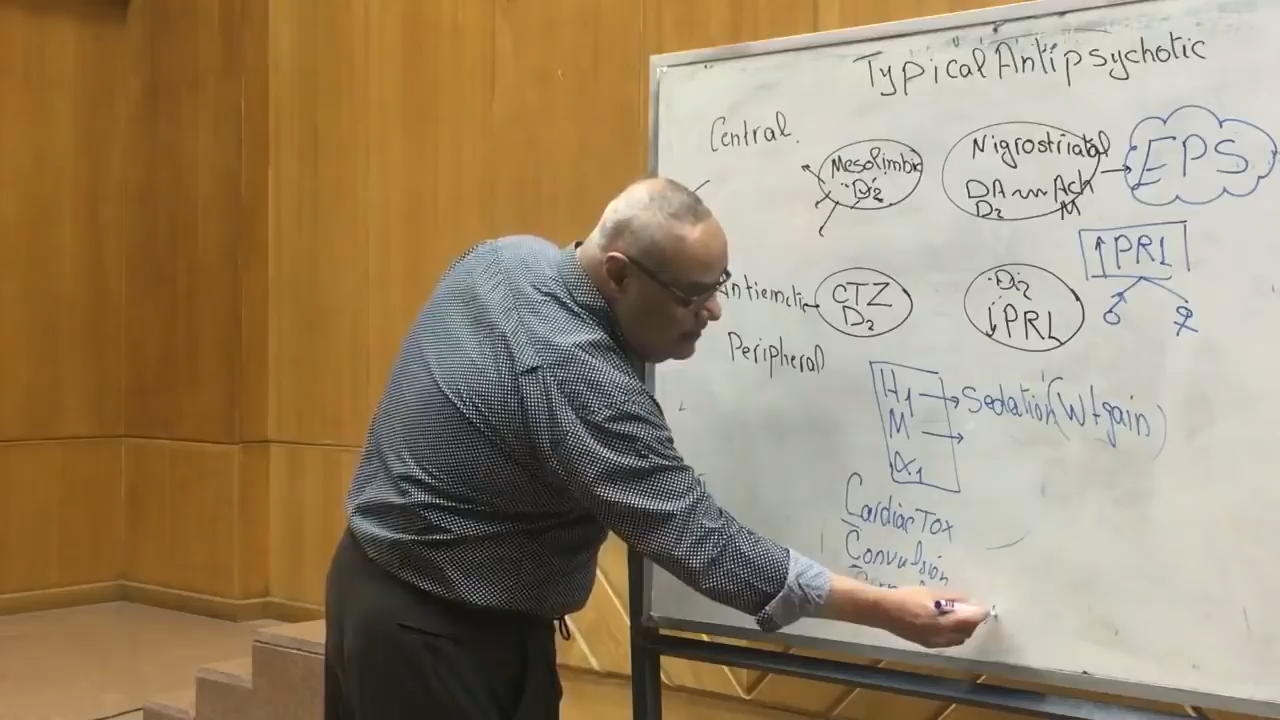 Typical Antipsychotic
Central.
Mesolimbic
D2
Nigrostriatal
DA Ach
D2 M
EPS
↑PRL
♂ ♀
Antiemetic
CTZ
D2
D2
↓PRL
Peripheral
H1 → Sedation (Wt gain)
M →
α1
Cardiac Tox
Convulsion